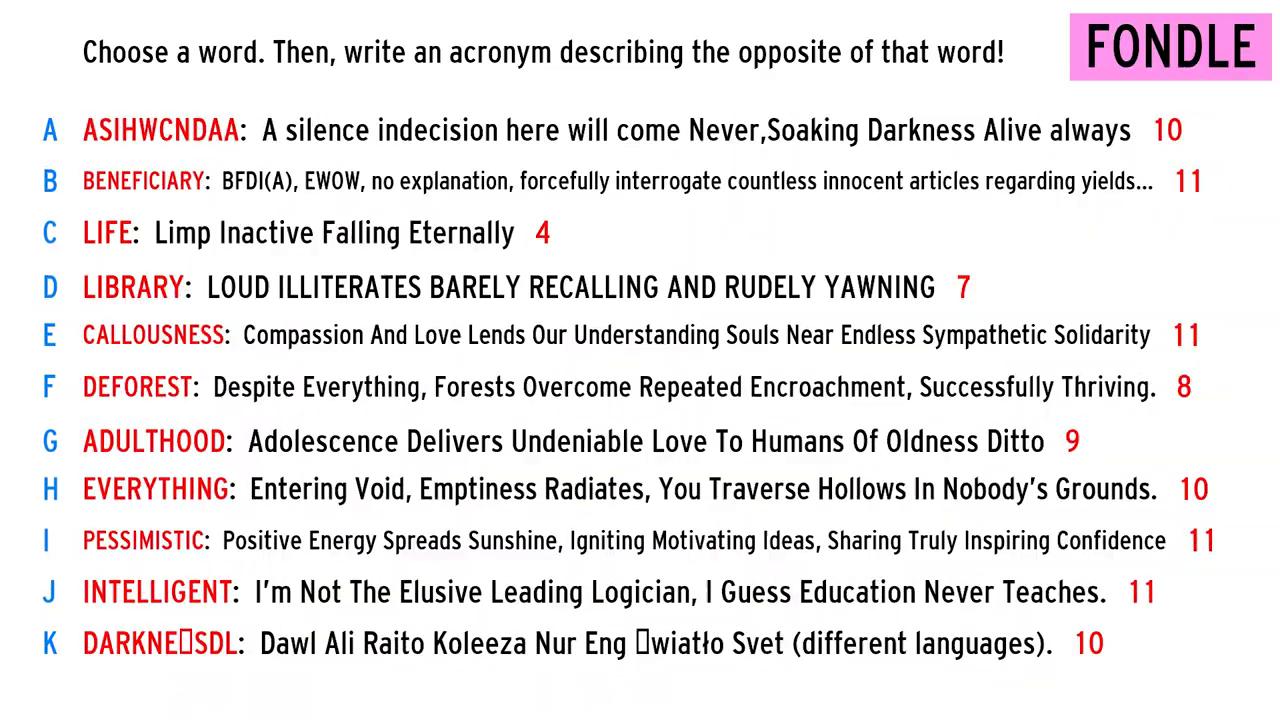 Choose a word. Then, write an acronym describing the opposite of that word!
FONDLE
A ASIHWCNDAA: A silence indecision here will come Never,Soaking Darkness Alive always 10
B BENEFICIARY: BFDI(A), EWOW, no explanation, forcefully interrogate countless innocent articles regarding yields... 11
C LIFE: Limp Inactive Falling Eternally 4
D LIBRARY: LOUD ILLITERATES BARELY RECALLING AND RUDELY YAWNING 7
E CALLOUSNESS: Compassion And Love Lends Our Understanding Souls Near Endless Sympathetic Solidarity 11
F DEFOREST: Despite Everything, Forests Overcome Repeated Encroachment, Successfully Thriving. 8
G ADULTHOOD: Adolescence Delivers Undeniable Love To Humans Of Oldness Ditto 9
H EVERYTHING: Entering Void, Emptiness Radiates, You Traverse Hollows In Nobody's Grounds. 10
I PESSIMISTIC: Positive Energy Spreads Sunshine, Igniting Motivating Ideas, Sharing Truly Inspiring Confidence 11
J INTELLIGENT: I'm Not The Elusive Leading Logician, I Guess Education Never Teaches. 11
K DARKNE▯SDL: Dawl Ali Raito Koleeza Nur Eng ▯wiatło Svet (different languages). 10